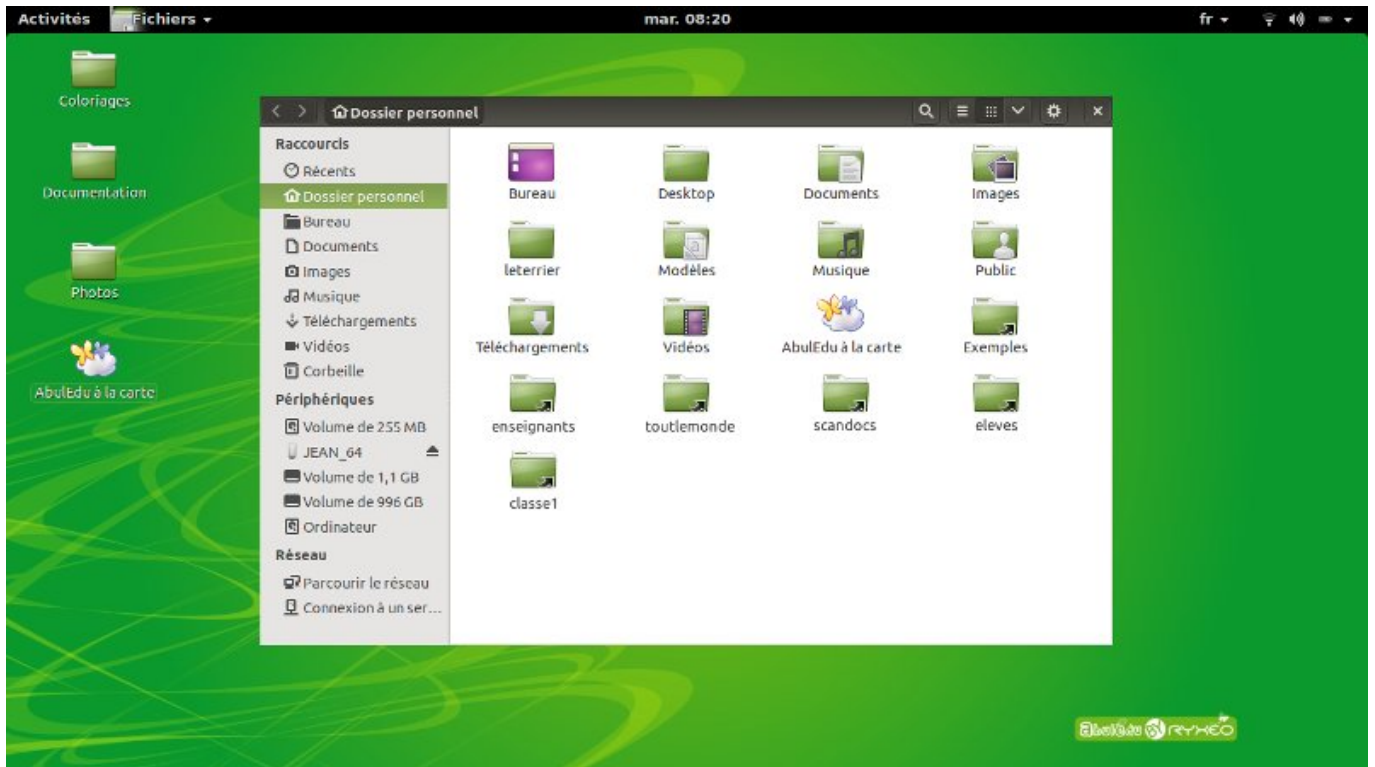 Activités
Fichiers
mar. 08:20
fr
Coloriages
Documentation
Photos
AbulEdu à la carte
Dossier personnel
Raccourcis
Récents
Dossier personnel
Bureau
Documents
Images
Musique
Téléchargements
Vidéos
Corbeille
Périphériques
Volume de 255 MB
JEAN_64
Volume de 1,1 GB
Volume de 996 GB
Ordinateur
Réseau
Parcourir le réseau
Connexion à un ser...
Bureau
Desktop
Documents
Images
leterrier
Modèles
Musique
Public
Téléchargements
Vidéos
AbulEdu à la carte
Exemples
enseignants
toutlemonde
scandocs
eleves
classe1
AbulEdu RYXEO